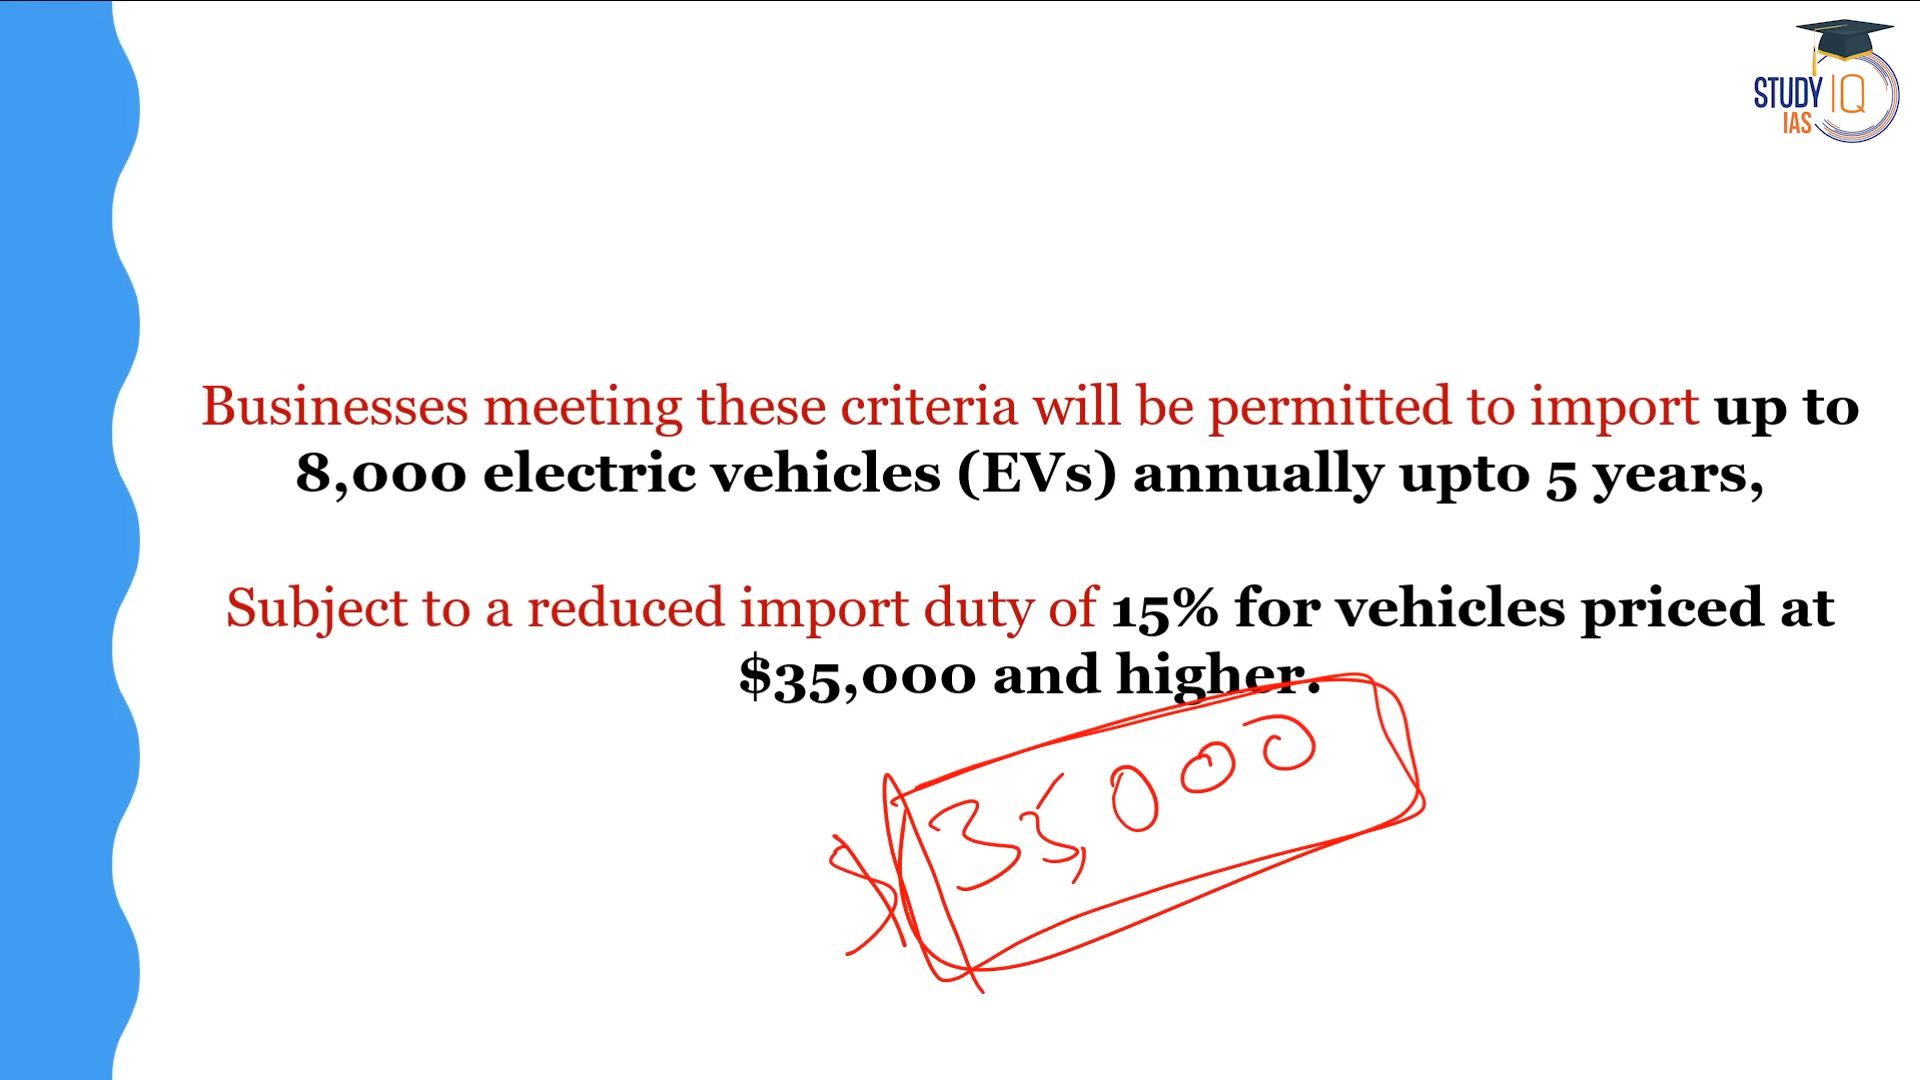 STUDY IQ
IAS
Businesses meeting these criteria will be permitted to import up to
8,000 electric vehicles (EVs) annually upto 5 years,
Subject to a reduced import duty of 15% for vehicles priced at
$35,000 and higher.
$ 35,000